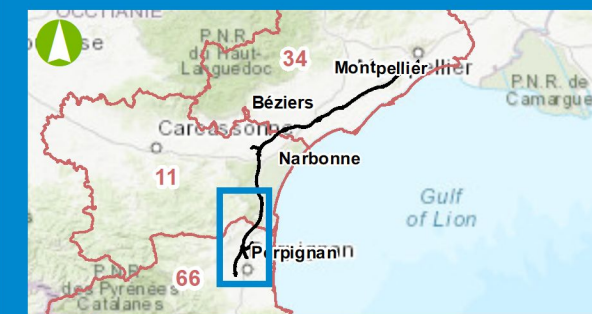 OCCITANIE
P.N.R.
du Haut-
Languedoc
34
Montpellier
P.N.R. de
Camargue
Béziers
Carcassonne
Narbonne
11
Gulf
of Lion
Perpignan
66
P.N.R.
des Pyrénées
Catalanes